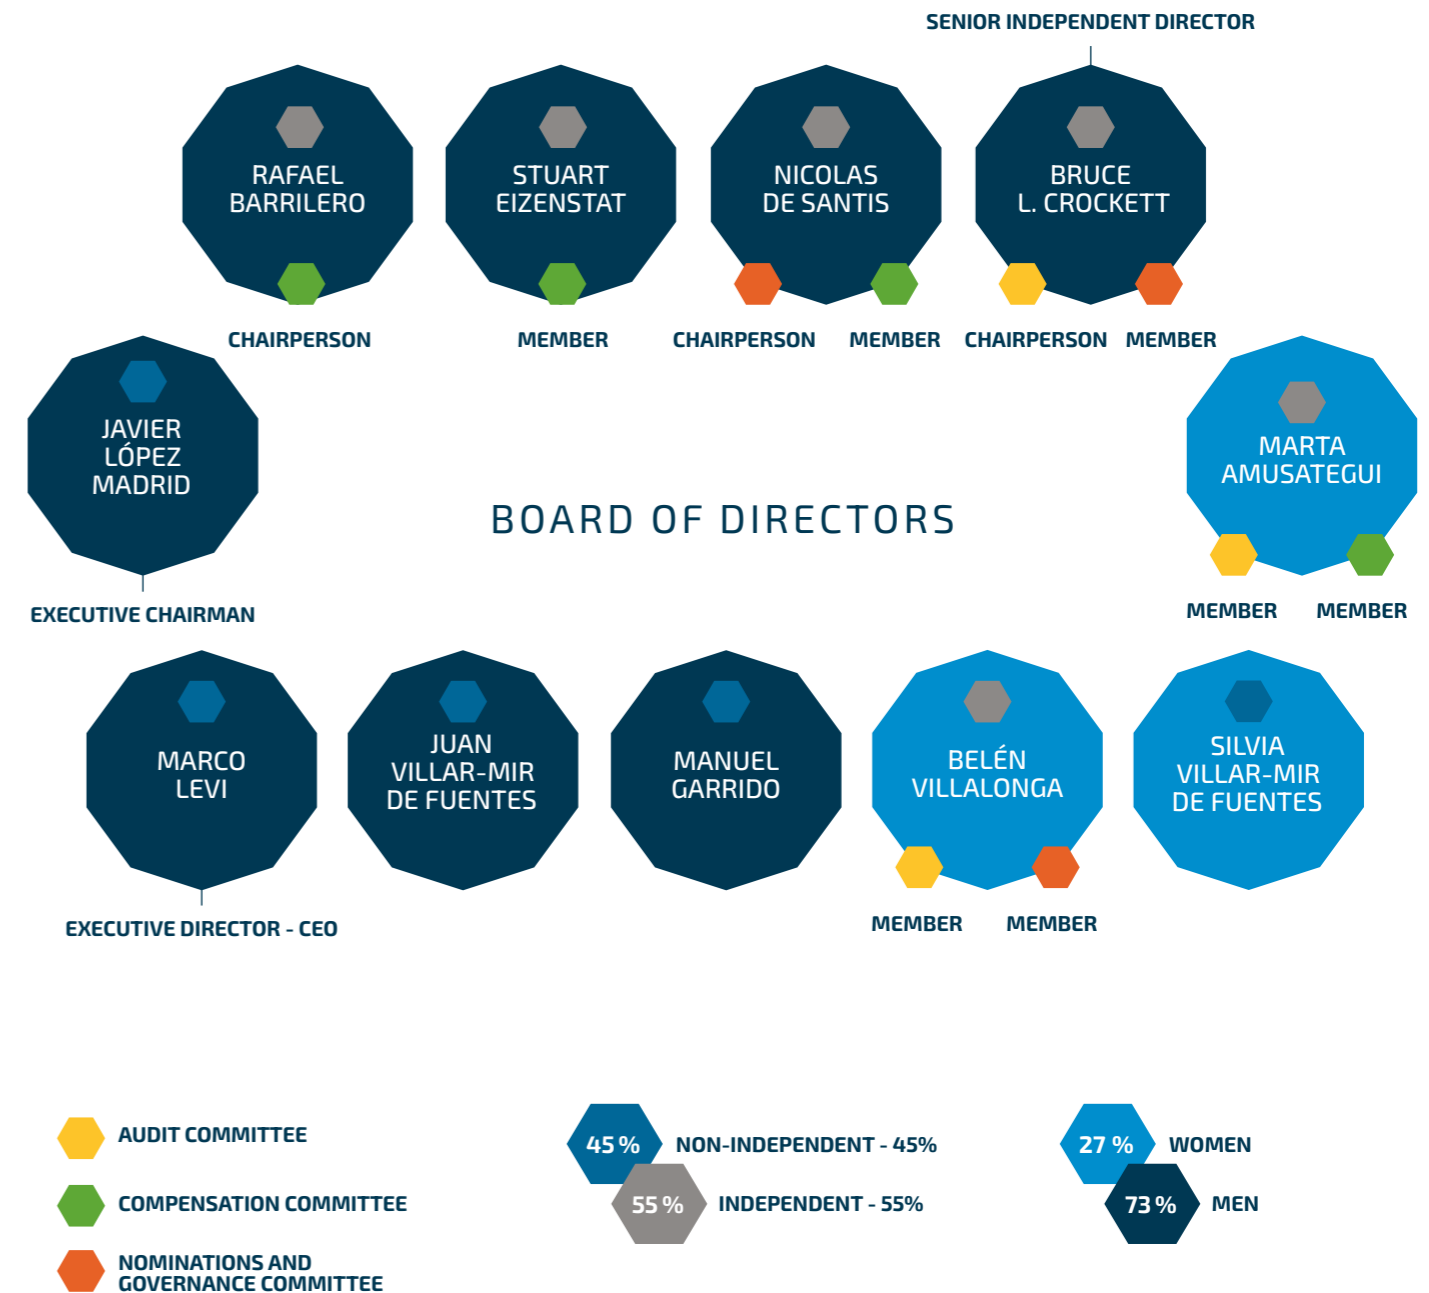 SENIOR INDEPENDENT DIRECTOR
RAFAEL
BARRILERO
STUART
EIZENSTAT
NICOLAS
DE SANTIS
BRUCE
L. CROCKETT
CHAIRPERSON
MEMBER
CHAIRPERSON
MEMBER
CHAIRPERSON
MEMBER
JAVIER
LÓPEZ
MADRID
EXECUTIVE CHAIRMAN
BOARD OF DIRECTORS
MARTA
AMUSATEGUI
MEMBER
MEMBER
MARCO
LEVI
EXECUTIVE DIRECTOR - CEO
JUAN
VILLAR-MIR
DE FUENTES
MANUEL
GARRIDO
BELÉN
VILLALONGA
MEMBER
MEMBER
SILVIA
VILLAR-MIR
DE FUENTES
AUDIT COMMITTEE
COMPENSATION COMMITTEE
NOMINATIONS AND
GOVERNANCE COMMITTEE
45 %
NON-INDEPENDENT - 45%
55 %
INDEPENDENT - 55%
27 %
WOMEN
73 %
MEN